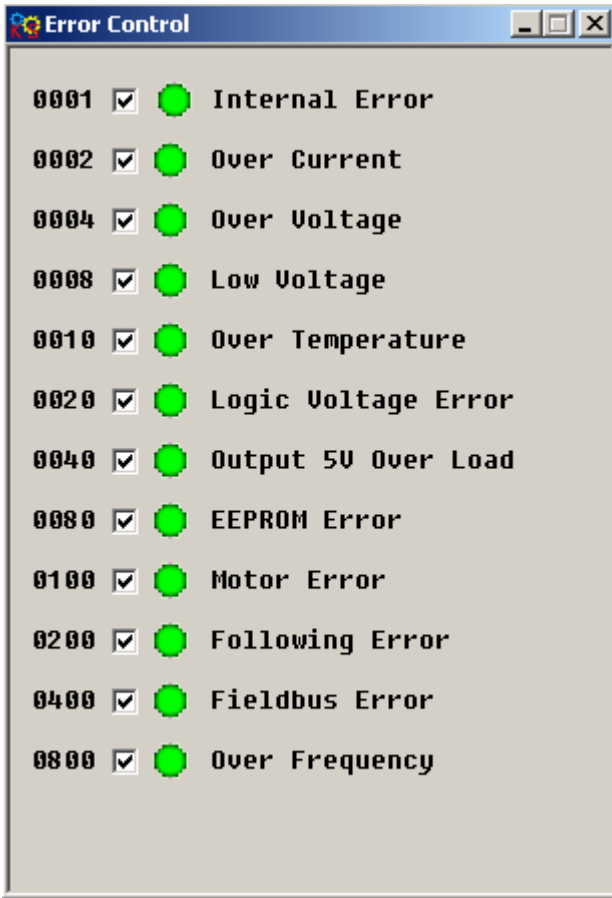 Error Control
0001 Internal Error
0002 Over Current
0004 Over Voltage
0008 Low Voltage
0010 Over Temperature
0020 Logic Voltage Error
0040 Output 5V Over Load
0080 EEPROM Error
0100 Motor Error
0200 Following Error
0400 Fieldbus Error
0800 Over Frequency